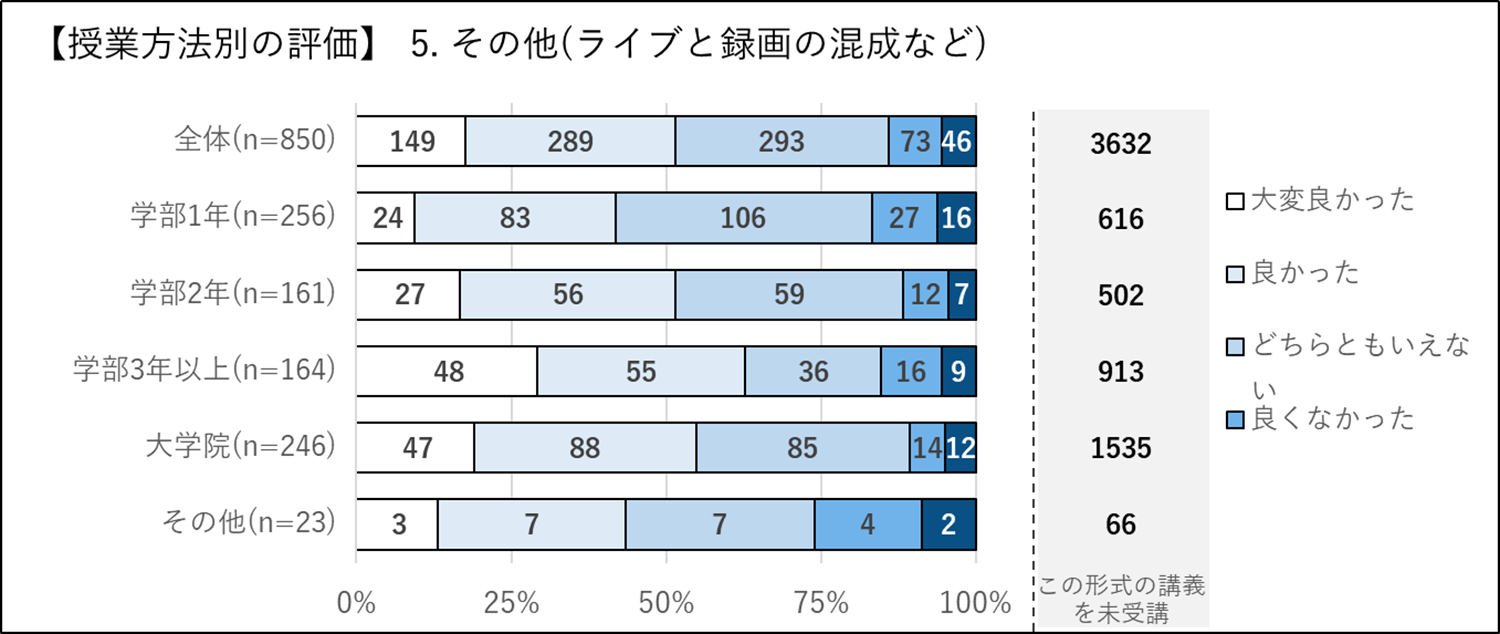 【授業方法別の評価】 5. その他(ライブと録画の混成など)
全体(n=850) 149 289 293 73 46 3632
学部1年(n=256) 24 83 106 27 16 616
学部2年(n=161) 27 56 59 12 7 502
学部3年以上(n=164) 48 55 36 16 9 913
大学院(n=246) 47 88 85 14 12 1535
その他(n=23) 3 7 7 4 2 66
0% 25% 50% 75% 100%
この形式の講義
を未受講
大変良かった
良かった
どちらともいえな
い
良くなかった